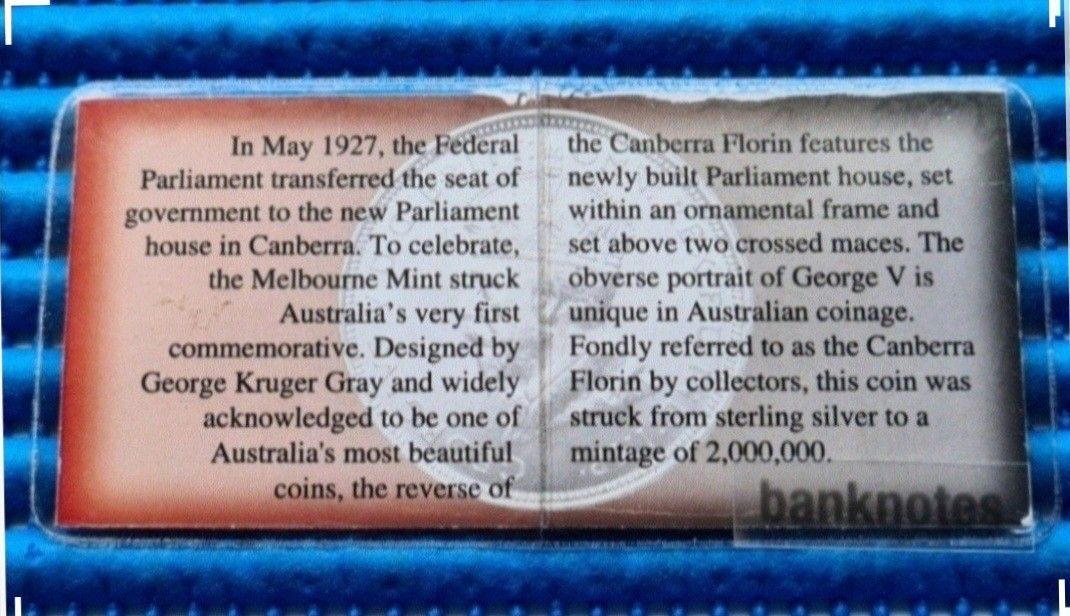 In May 1927, the Federal
Parliament transferred the seat of
government to the new Parliament
house in Canberra. To celebrate,
the Melbourne Mint struck
Australia's very first
commemorative. Designed by
George Kruger Gray and widely
acknowledged to be one of
Australia's most beautiful
coins, the reverse of
the Canberra Florin features the
newly built Parliament house, set
within an ornamental frame and
set above two crossed maces. The
obverse portrait of George V is
unique in Australian coinage.
Fondly referred to as the Canberra
Florin by collectors, this coin was
struck from sterling silver to a
mintage of 2,000,000.
banknotes